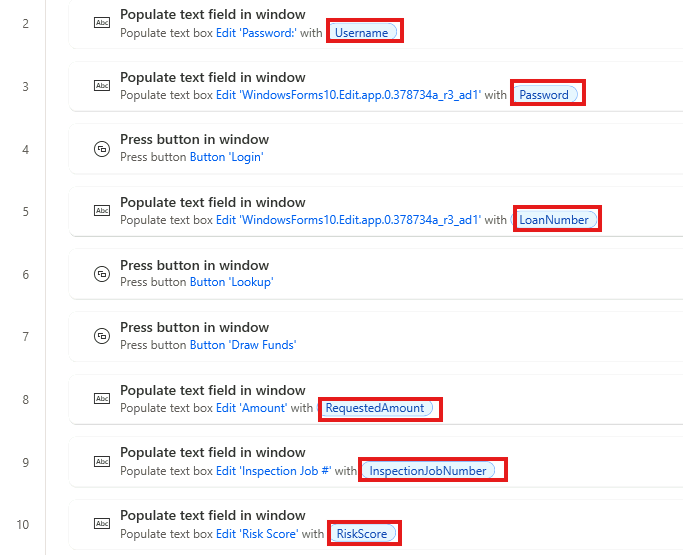 2
Abc
Populate text field in window
Populate text box Edit 'Password:' with Username
3
Abc
Populate text field in window
Populate text box Edit 'WindowsForms10.Edit.app.0.378734a_r3_ad1' with Password
4
Press button in window
Press button Button 'Login'
5
Abc
Populate text field in window
Populate text box Edit 'WindowsForms10.Edit.app.0.378734a_r3_ad1' with LoanNumber
6
Press button in window
Press button Button 'Lookup'
7
Press button in window
Press button Button 'Draw Funds'
8
Abc
Populate text field in window
Populate text box Edit 'Amount' with RequestedAmount
9
Abc
Populate text field in window
Populate text box Edit 'Inspection Job #' with InspectionJobNumber
10
Abc
Populate text field in window
Populate text box Edit 'Risk Score' with RiskScore